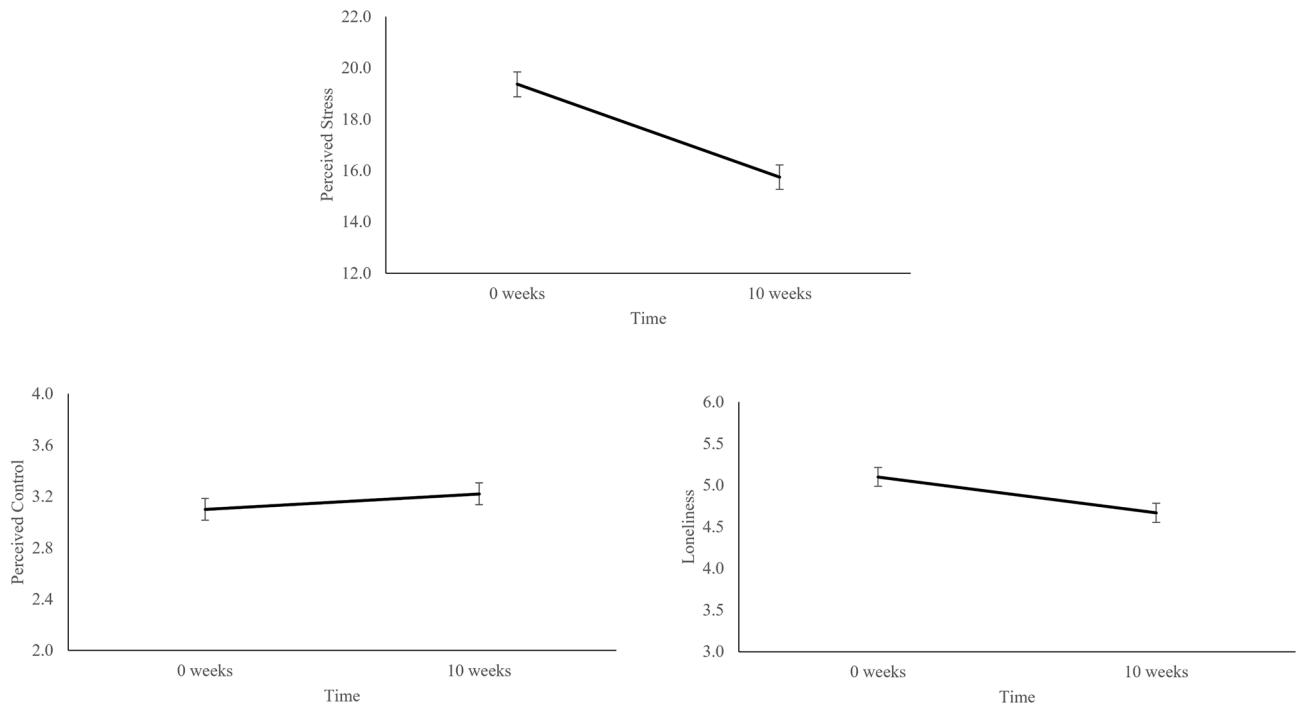 22.0
20.0
18.0
16.0
14.0
12.0
Perceived Stress
0 weeks 10 weeks
Time
4.0
3.6
3.2
2.8
2.4
2.0
Perceived Control
0 weeks 10 weeks
Time
6.0
5.5
5.0
4.5
4.0
3.5
3.0
Loneliness
0 weeks 10 weeks
Time